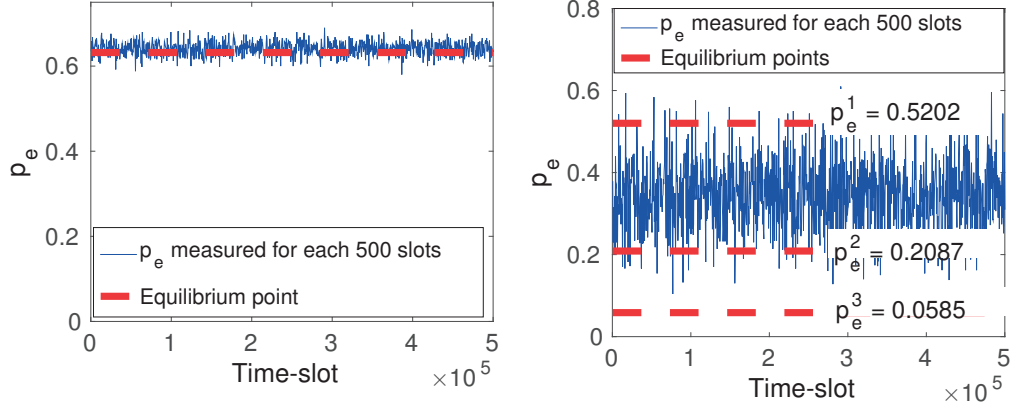 0.6
0.4
0.2
0
p_e
p_e measured for each 500 slots
Equilibrium point
0 1 2 3 4 5
Time-slot
×10^5
0.8
0.6
0.4
0.2
0
p_e
p_e measured for each 500 slots
Equilibrium points
p_e^1 = 0.5202
p_e^2 = 0.2087
p_e^3 = 0.0585
0 1 2 3 4 5
Time-slot
×10^5